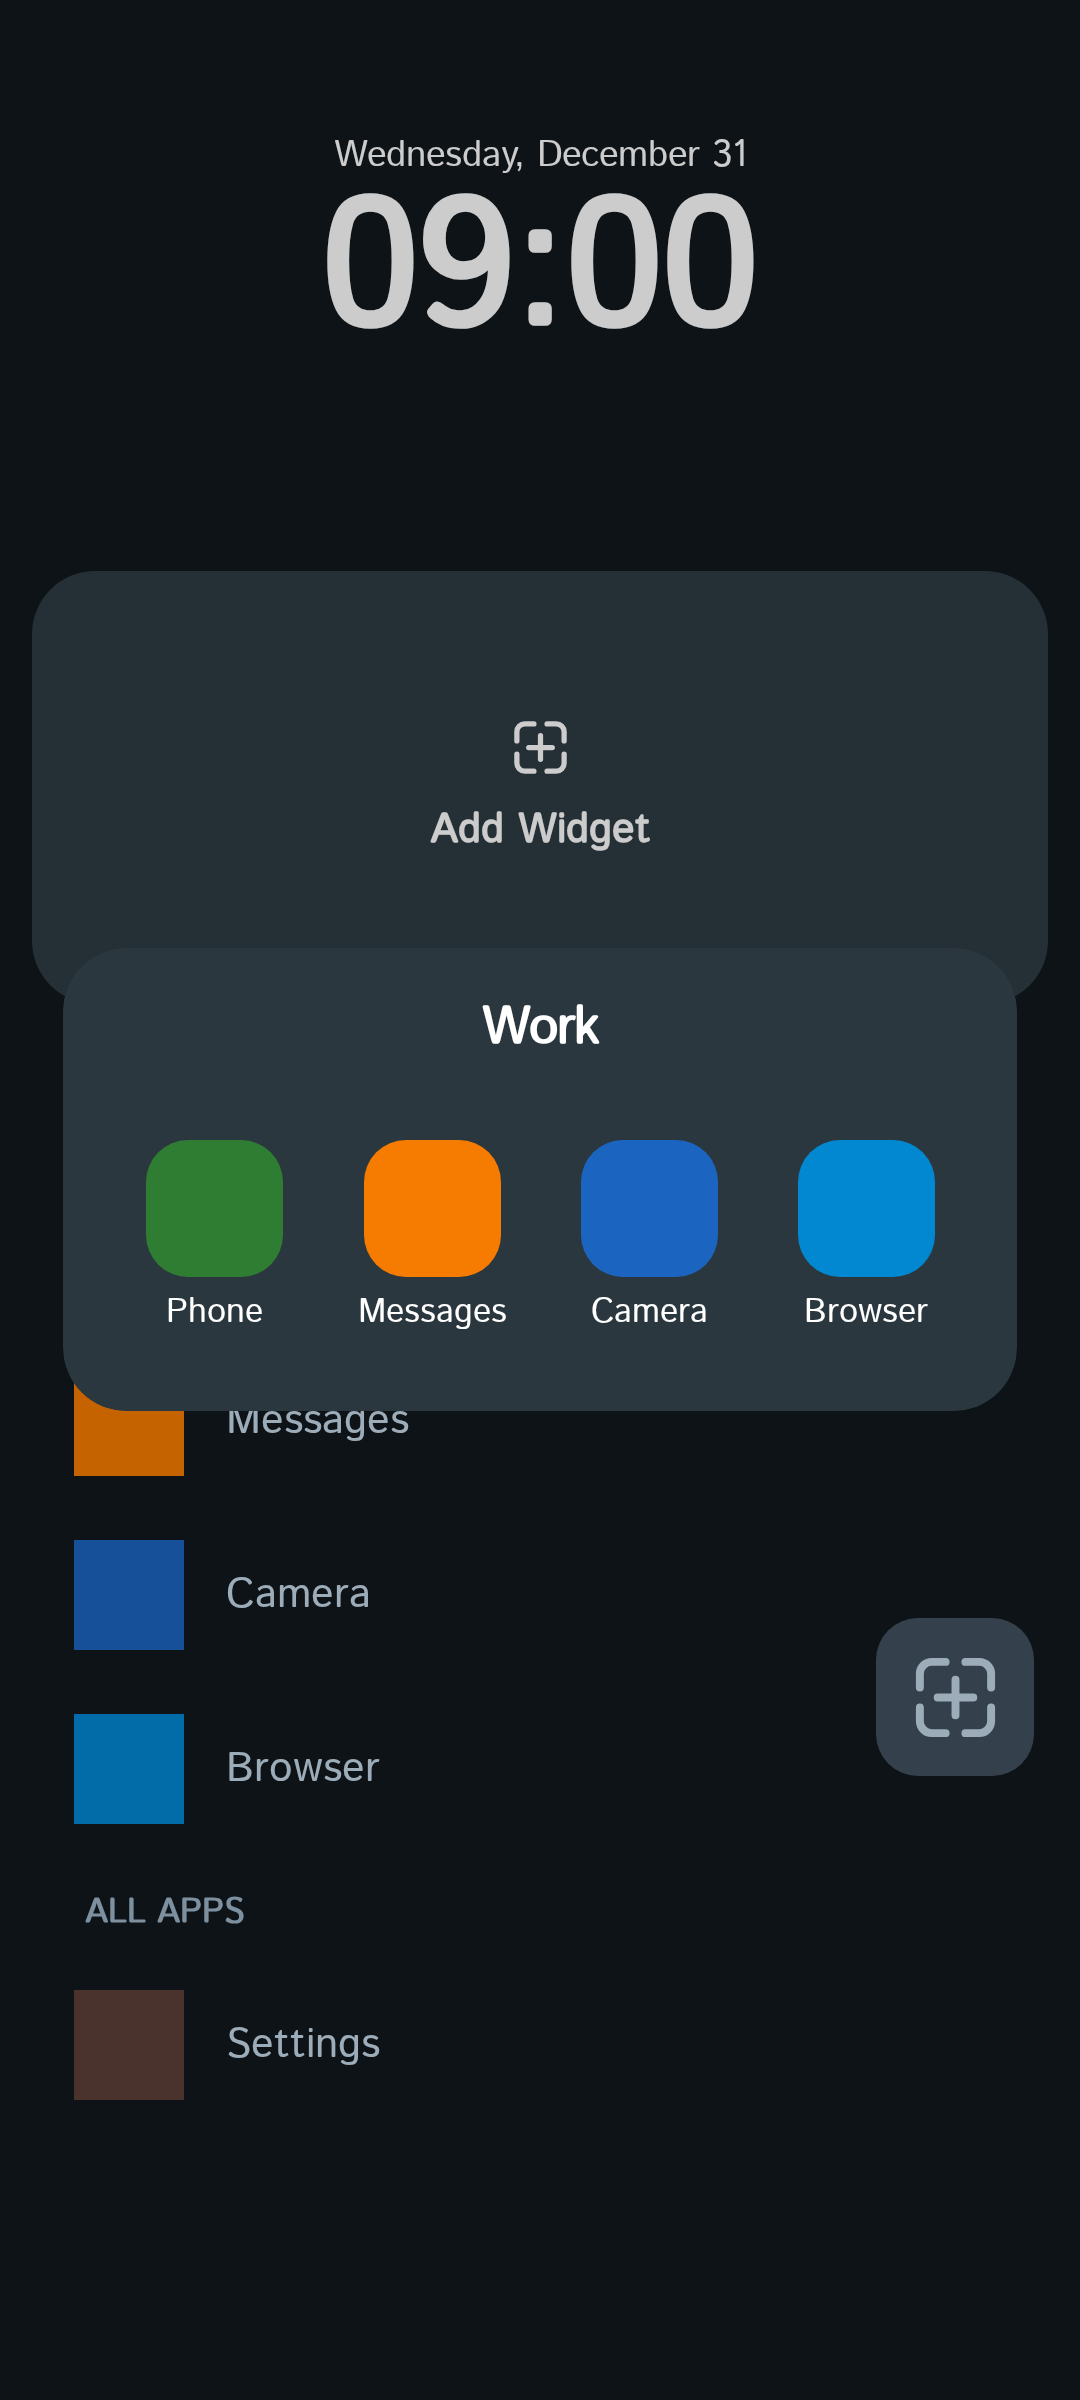 Wednesday, December 31
09:00
Add Widget
Work
Phone Messages Camera Browser
Messages
Camera
Browser
ALL APPS
Settings